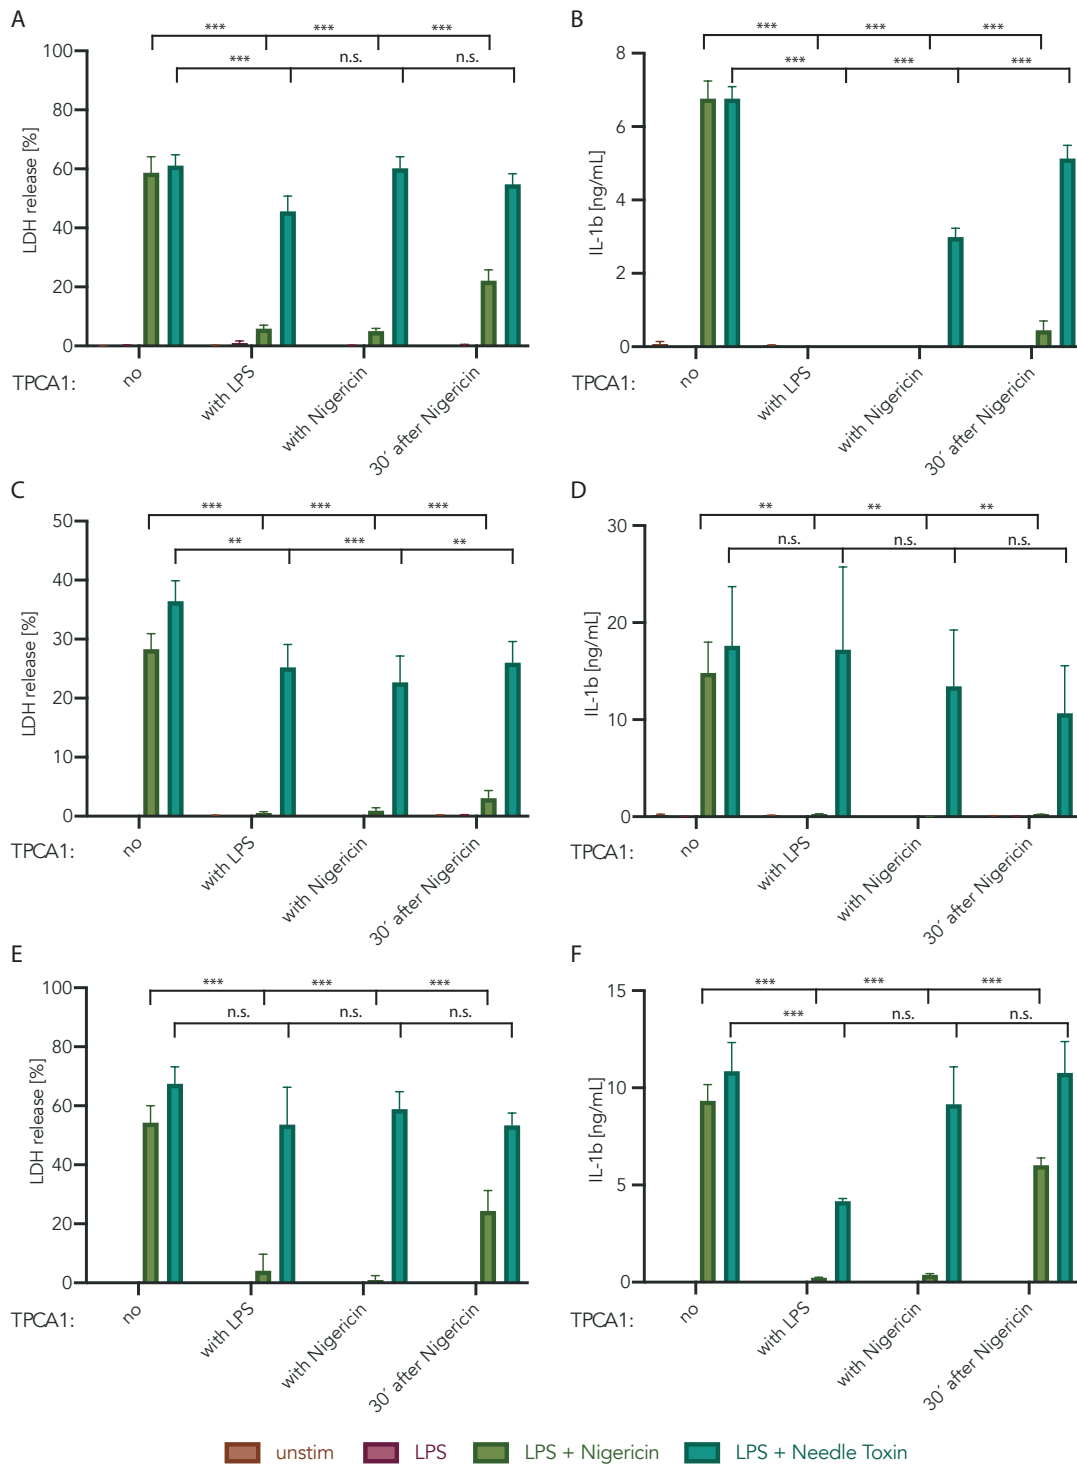 A
*** *** ***
*** n.s. n.s.
LDH release [%]
100
80
60
40
20
0
TPCA1:
no
with LPS
with Nigericin
30´ after Nigericin
B
*** *** ***
*** *** ***
IL-1b [ng/mL]
8
6
4
2
0
TPCA1:
no
with LPS
with Nigericin
30´ after Nigericin
C
*** *** ***
** *** **
LDH release [%]
50
40
30
20
10
0
TPCA1:
no
with LPS
with Nigericin
30´ after Nigericin
D
** ** **
n.s. n.s. n.s.
IL-1b [ng/mL]
30
20
10
0
TPCA1:
no
with LPS
with Nigericin
30´ after Nigericin
E
*** *** ***
n.s. n.s. n.s.
LDH release [%]
100
80
60
40
20
0
TPCA1:
no
with LPS
with Nigericin
30´ after Nigericin
F
*** *** ***
*** n.s. n.s.
IL-1b [ng/mL]
15
10
5
0
TPCA1:
no
with LPS
with Nigericin
30´ after Nigericin
unstim LPS LPS + Nigericin LPS + Needle Toxin